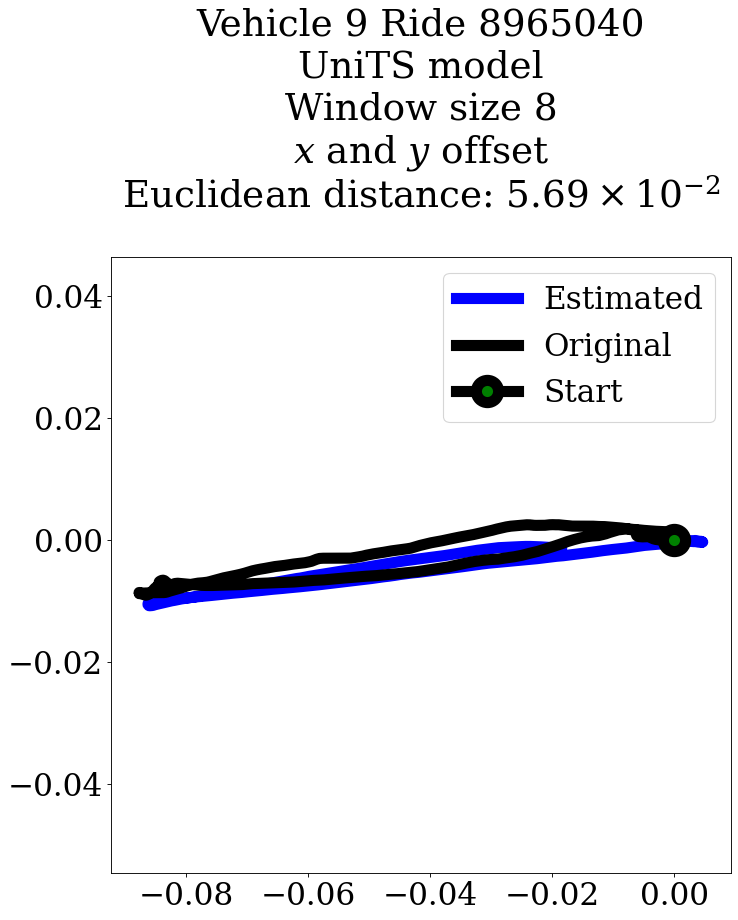 Vehicle 9 Ride 8965040
UniTS model
Window size 8
x and y offset
Euclidean distance: 5.69 × 10⁻²
Estimated
Original
Start
0.04
0.02
0.00
−0.02
−0.04
−0.08 −0.06 −0.04 −0.02 0.00